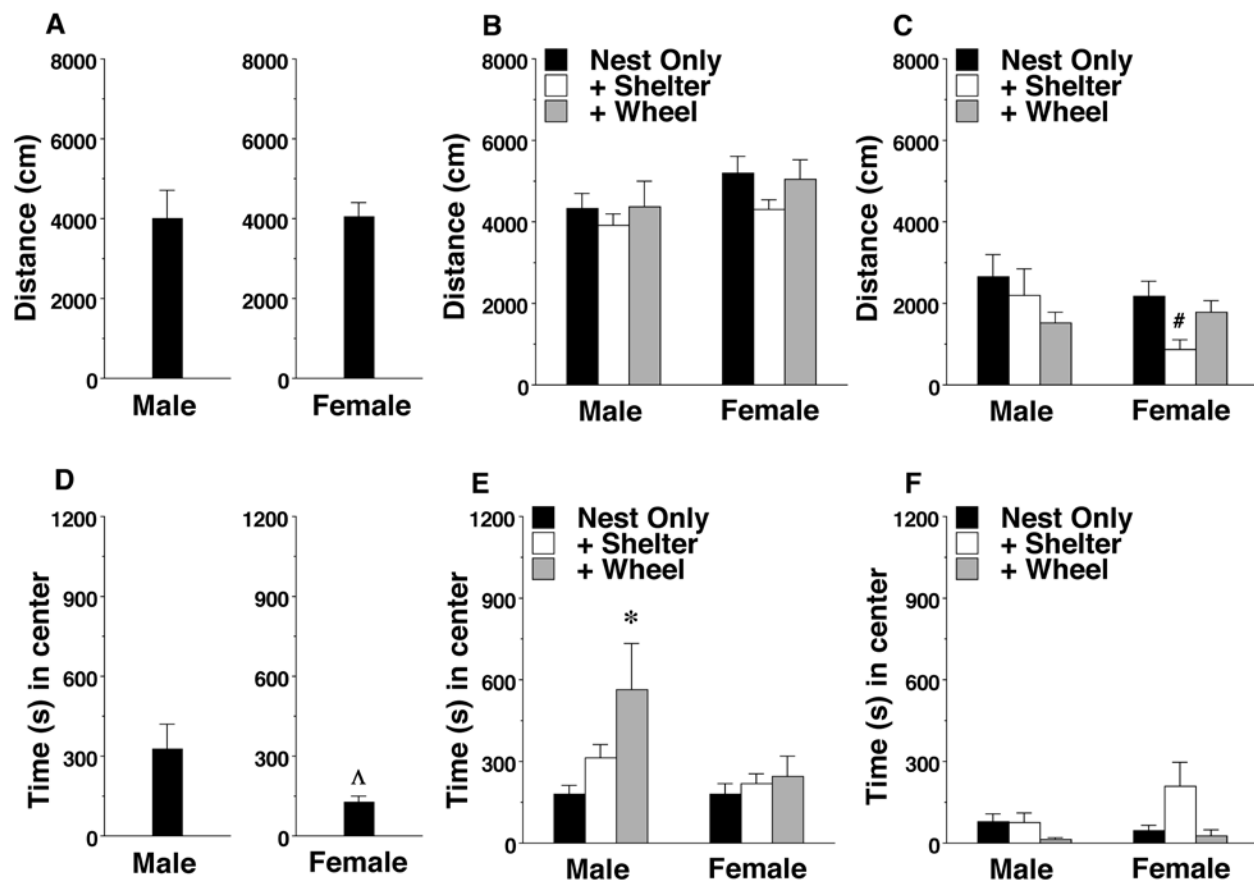 A
8000
6000
4000
2000
0
Distance (cm)
Male
8000
6000
4000
2000
0
Female
B
Nest Only
+ Shelter
+ Wheel
8000
6000
4000
2000
0
Distance (cm)
Male
Female
C
Nest Only
+ Shelter
+ Wheel
8000
6000
4000
2000
0
Distance (cm)
#
Male
Female
D
1200
900
600
300
0
Time (s) in center
Male
1200
900
600
300
0
Λ
Female
E
Nest Only
+ Shelter
+ Wheel
1200
900
600
300
0
Time (s) in center
*
Male
Female
F
Nest Only
+ Shelter
+ Wheel
1200
900
600
300
0
Time (s) in center
Male
Female